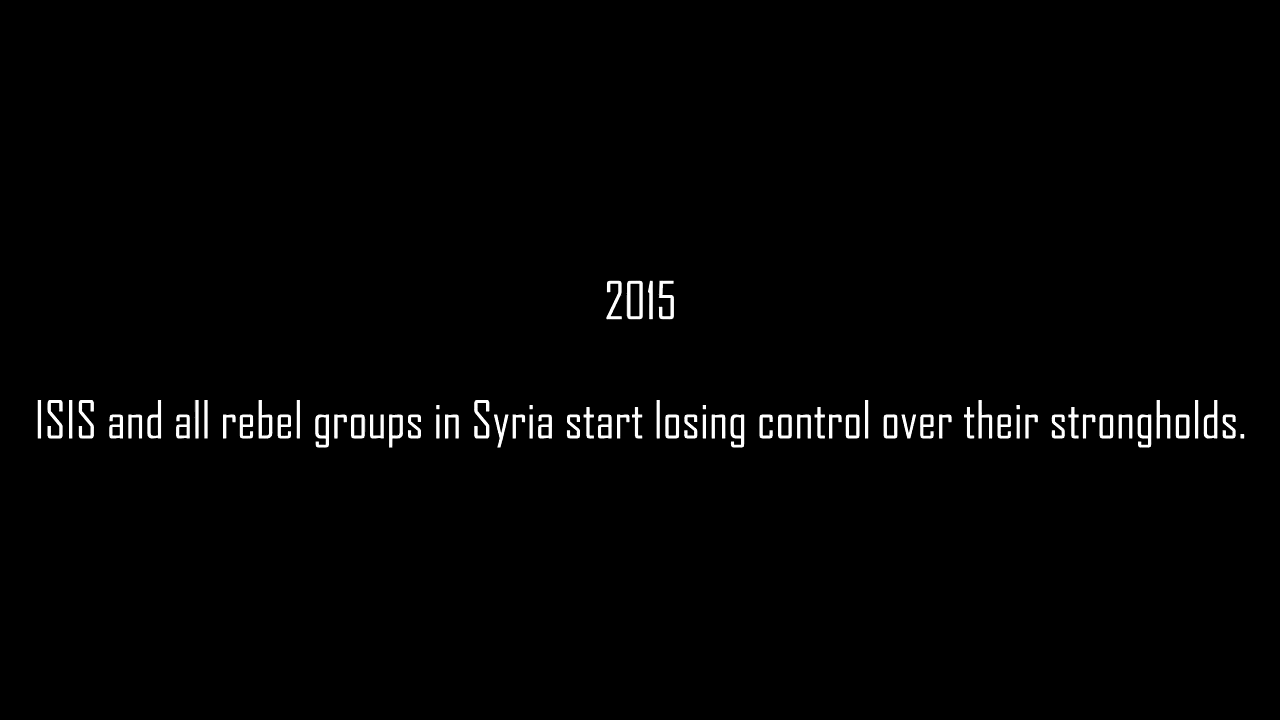 2015
ISIS and all rebel groups in Syria start losing control over their strongholds.